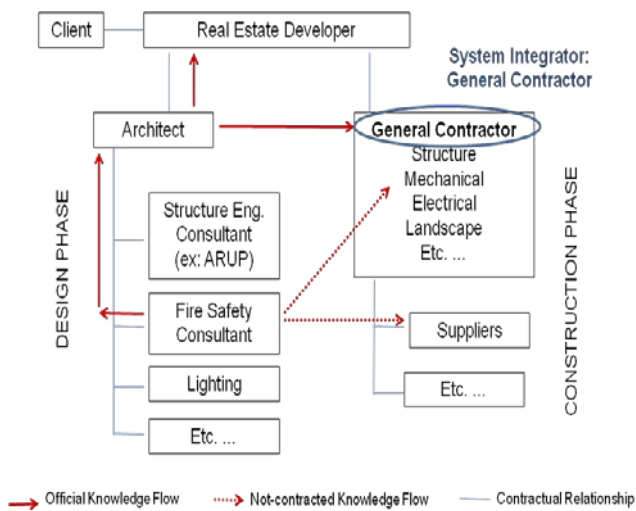 Client
Real Estate Developer
System Integrator:
General Contractor
Architect
General Contractor
Structure
Mechanical
Electrical
Landscape
Etc. ...
Structure Eng.
Consultant
(ex: ARUP)
Fire Safety
Consultant
Lighting
Etc. ...
Suppliers
Etc. ...
DESIGN PHASE
CONSTRUCTION PHASE
Official Knowledge Flow
Not-contracted Knowledge Flow
Contractual Relationship